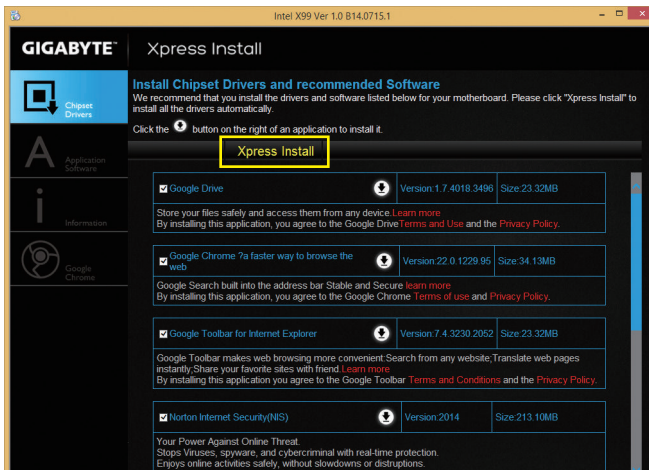 Intel X99 Ver 1.0 B14.0715.1
GIGABYTE™
Xpress Install
Chipset
Drivers
Application
Software
Information
Google
Chrome
Install Chipset Drivers and recommended Software
We recommend that you install the drivers and software listed below for your motherboard. Please click "Xpress Install" to
install all the drivers automatically.
Click the button on the right of an application to install it.
Xpress Install
Google Drive Version:1.7.4018.3496 Size:23.32MB
Store your files safely and access them from any device.Learn more
By installing this application, you agree to the Google DriveTerms and Use and the Privacy Policy.
Google Chrome ?a faster way to browse the
web Version:22.0.1229.95 Size:34.13MB
Google Search built into the address bar Stable and Secure learn more
By installing this application, you agree to the Google Chrome Terms of use and Privacy Policy.
Google Toolbar for Internet Explorer Version:7.4.3230.2052 Size:23.32MB
Google Toolbar makes web browsing more convenient:Search from any website;Translate web pages
instantly;Share your favorite sites with friend.Learn more
By installing this application you agree to the Google Toolbar Terms and Conditions and the Privacy Policy.
Norton Internet Security(NIS) Version:2014 Size:213.10MB
Your Power Against Online Threat.
Stops Viruses, spyware, and cybercriminal with real-time protection.
Enjoys online activities safely, without slowdowns or distruptions.